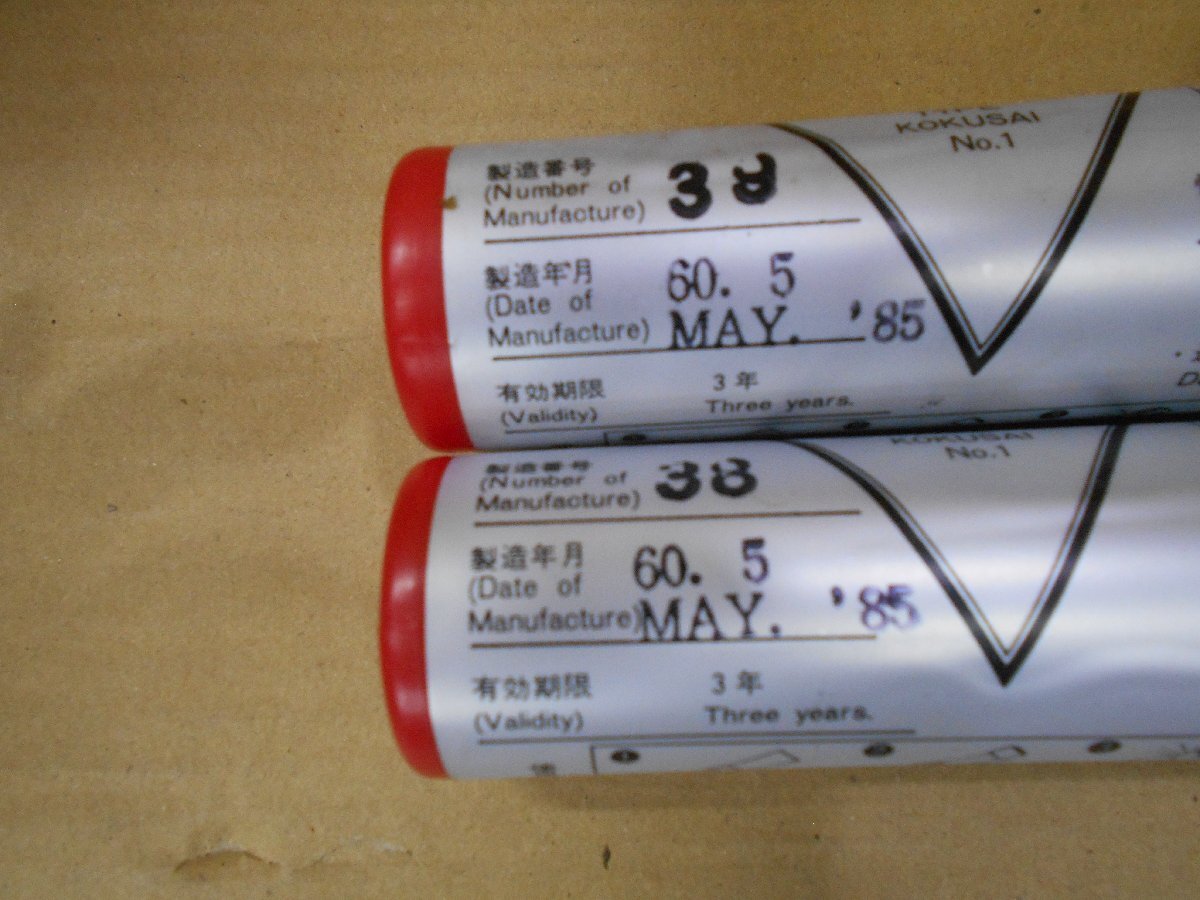 KOKUSAI
No.1
製造番号
(Number of
Manufacture)
38
製造年月
(Date of
Manufacture)
60. 5
MAY. '85
有効期限
(Validity)
3年
Three years.
KOKUSAI
No.1
製造番号
(Number of
Manufacture)
38
製造年月
(Date of
Manufacture)
60. 5
MAY. '85
有効期限
(Validity)
3年
Three years.